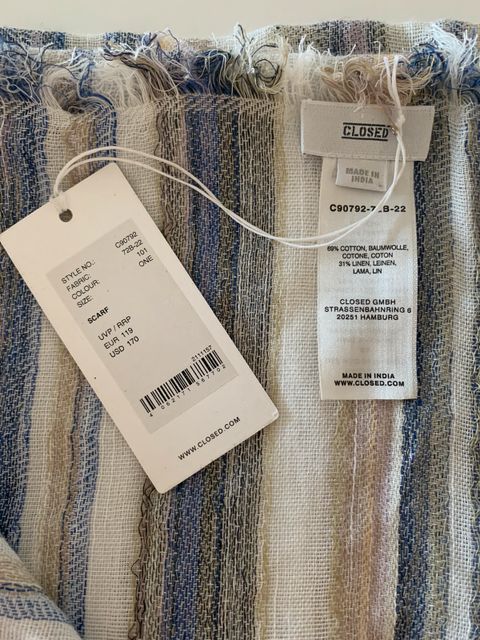 CLOSED
MADE IN
INDIA
C90792-72B-22
69% COTTON, BAUMWOLLE,
COTONE, COTON
31% LINEN, LEINEN,
LAMA, LIN
CLOSED GMBH
STRASSENBAHNRING 6
20251 HAMBURG
MADE IN INDIA
WWW.CLOSED.COM
STYLE NO.: C90792
FABRIC: 72B-22
COLOUR: 101
SIZE: ONE
SCARF
UVP / RRP
EUR 119
USD 170
2111157
WWW.CLOSED.COM